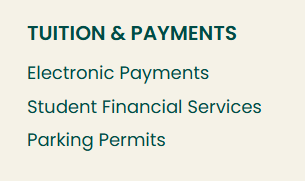 TUITION & PAYMENTS
Electronic Payments
Student Financial Services
Parking Permits